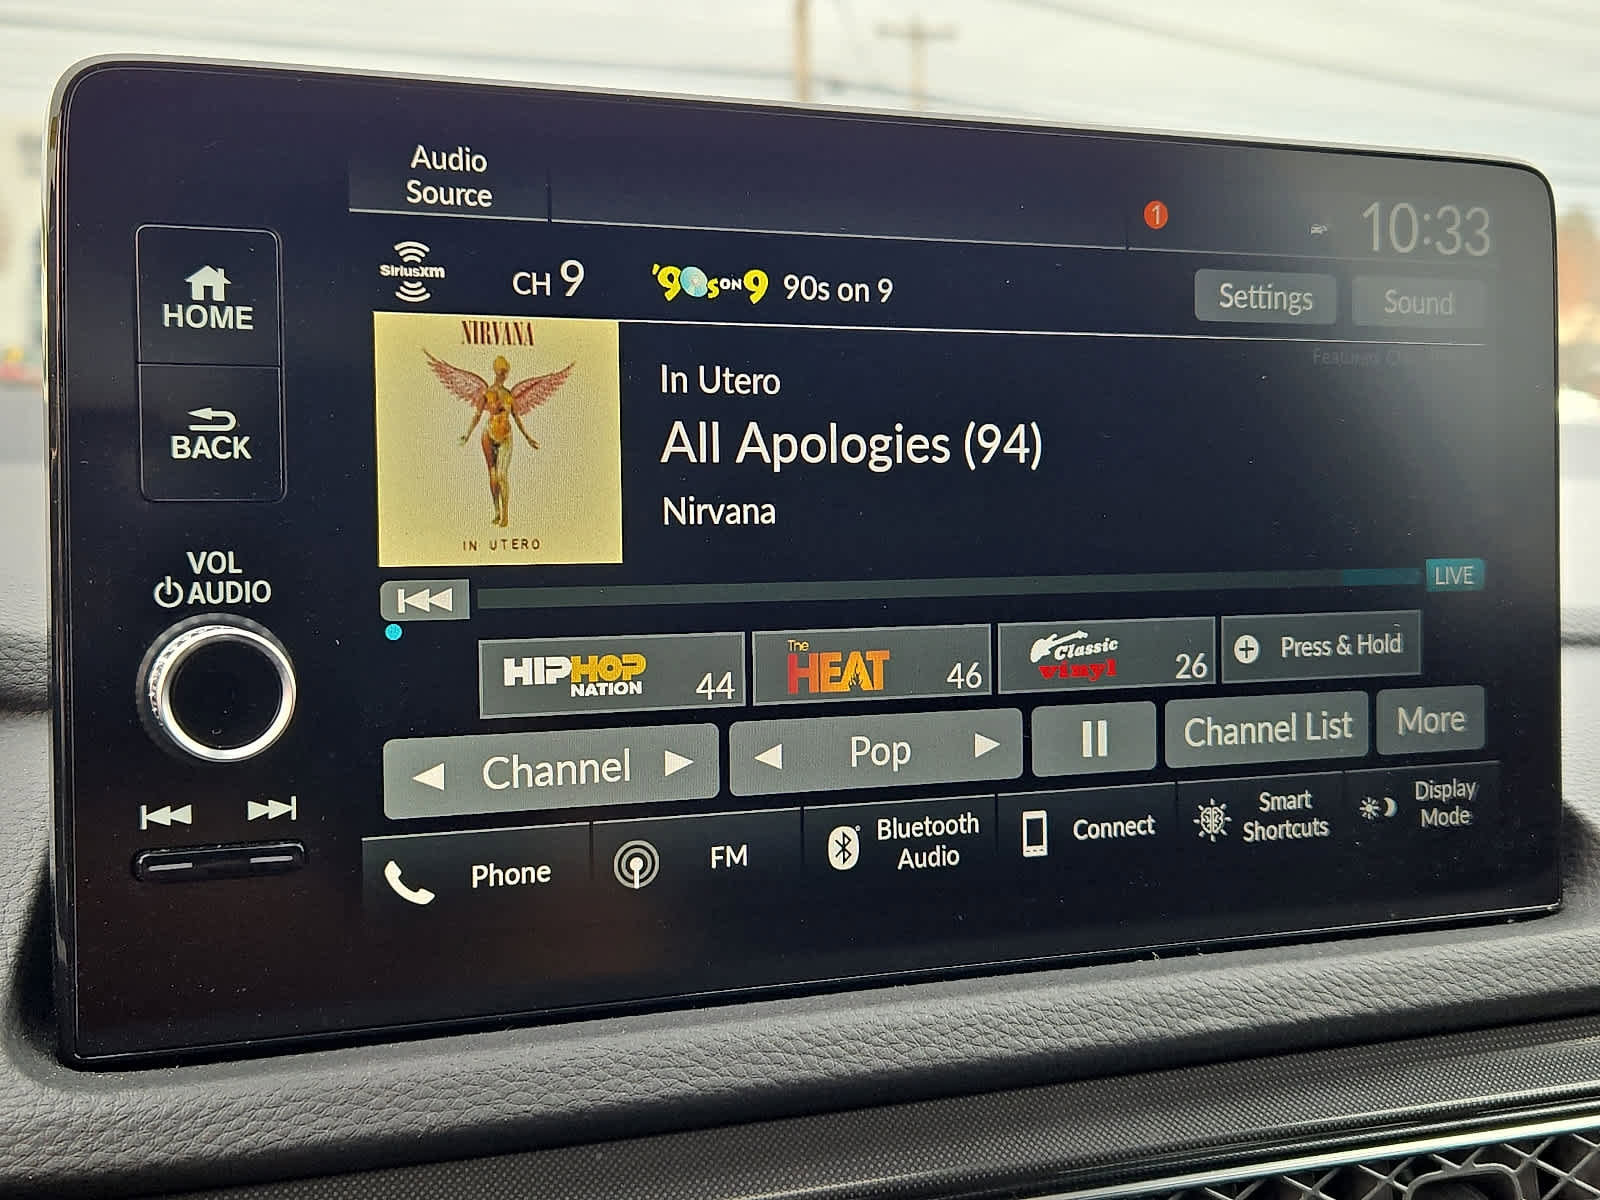 Audio
Source
1
10:33
HOME
SiriusXM
CH 9
'90s ON 9
90s on 9
Settings
Sound
NIRVANA
IN UTERO
In Utero
All Apologies (94)
Nirvana
BACK
VOL
AUDIO
LIVE
HIPHOP
NATION
44
The
HEAT
46
Classic
vinyl
26
Press & Hold
Channel
Pop
Channel List
More
Phone
FM
Bluetooth
Audio
Connect
Smart
Shortcuts
Display
Mode